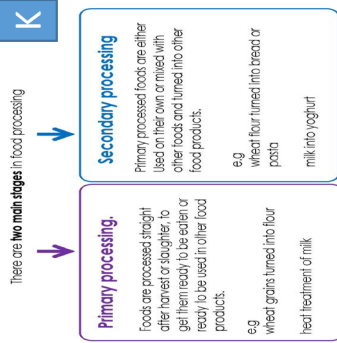 K
There are two main stages in food processing
Primary processing.
Foods are processed straight
after harvest or slaughter, to
get them ready to be eaten or
ready to be used in other food
products.
e.g
wheat grains turned into flour
heat treatment of milk
Secondary processing
Primary processed foods are either
Used on their own or mixed with
other foods and turned into other
food products.
e.g
wheat flour turned into bread or
pasta
milk into yoghurt